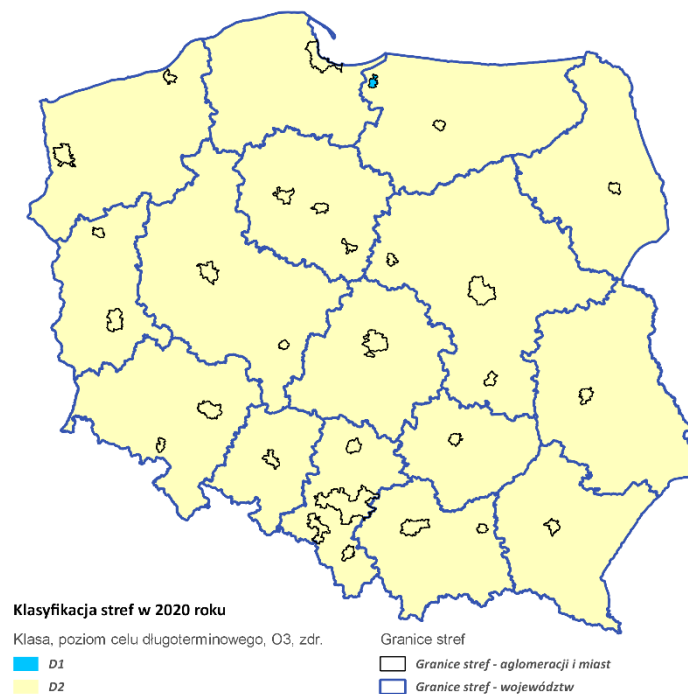 Klasyfikacja stref w 2020 roku
Klasa, poziom celu długoterminowego, O3, zdr.
D1
D2
Granice stref
Granice stref - aglomeracji i miast
Granice stref - województw